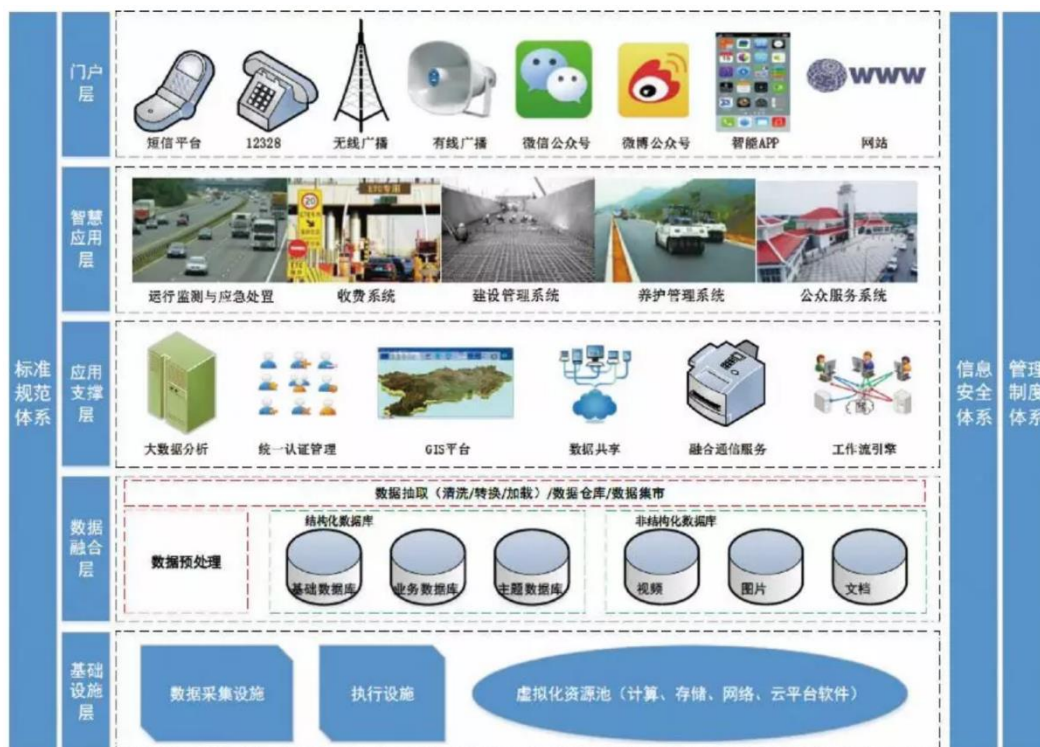 标准
规范
体系
门户
层
短信平台
12328
无线广播
有线广播
微信公众号
微博公众号
智能APP
WWW
网站
智慧
应用
层
ETC专用
20
运行监测与应急处置
收费系统
建设管理系统
养护管理系统
公众服务系统
应用
支撑
层
大数据分析
统一认证管理
GIS平台
数据共享
融合通信服务
工作流引擎
数据
融合
层
数据抽取（清洗/转换/加载）/数据仓库/数据集市
数据预处理
结构化数据库
基础数据库
业务数据库
主题数据库
非结构化数据库
视频
图片
文档
基础
设施
层
数据采集设施
执行设施
虚拟化资源池（计算、存储、网络、云平台软件）
信息
安全
体系
管理
制度
体系